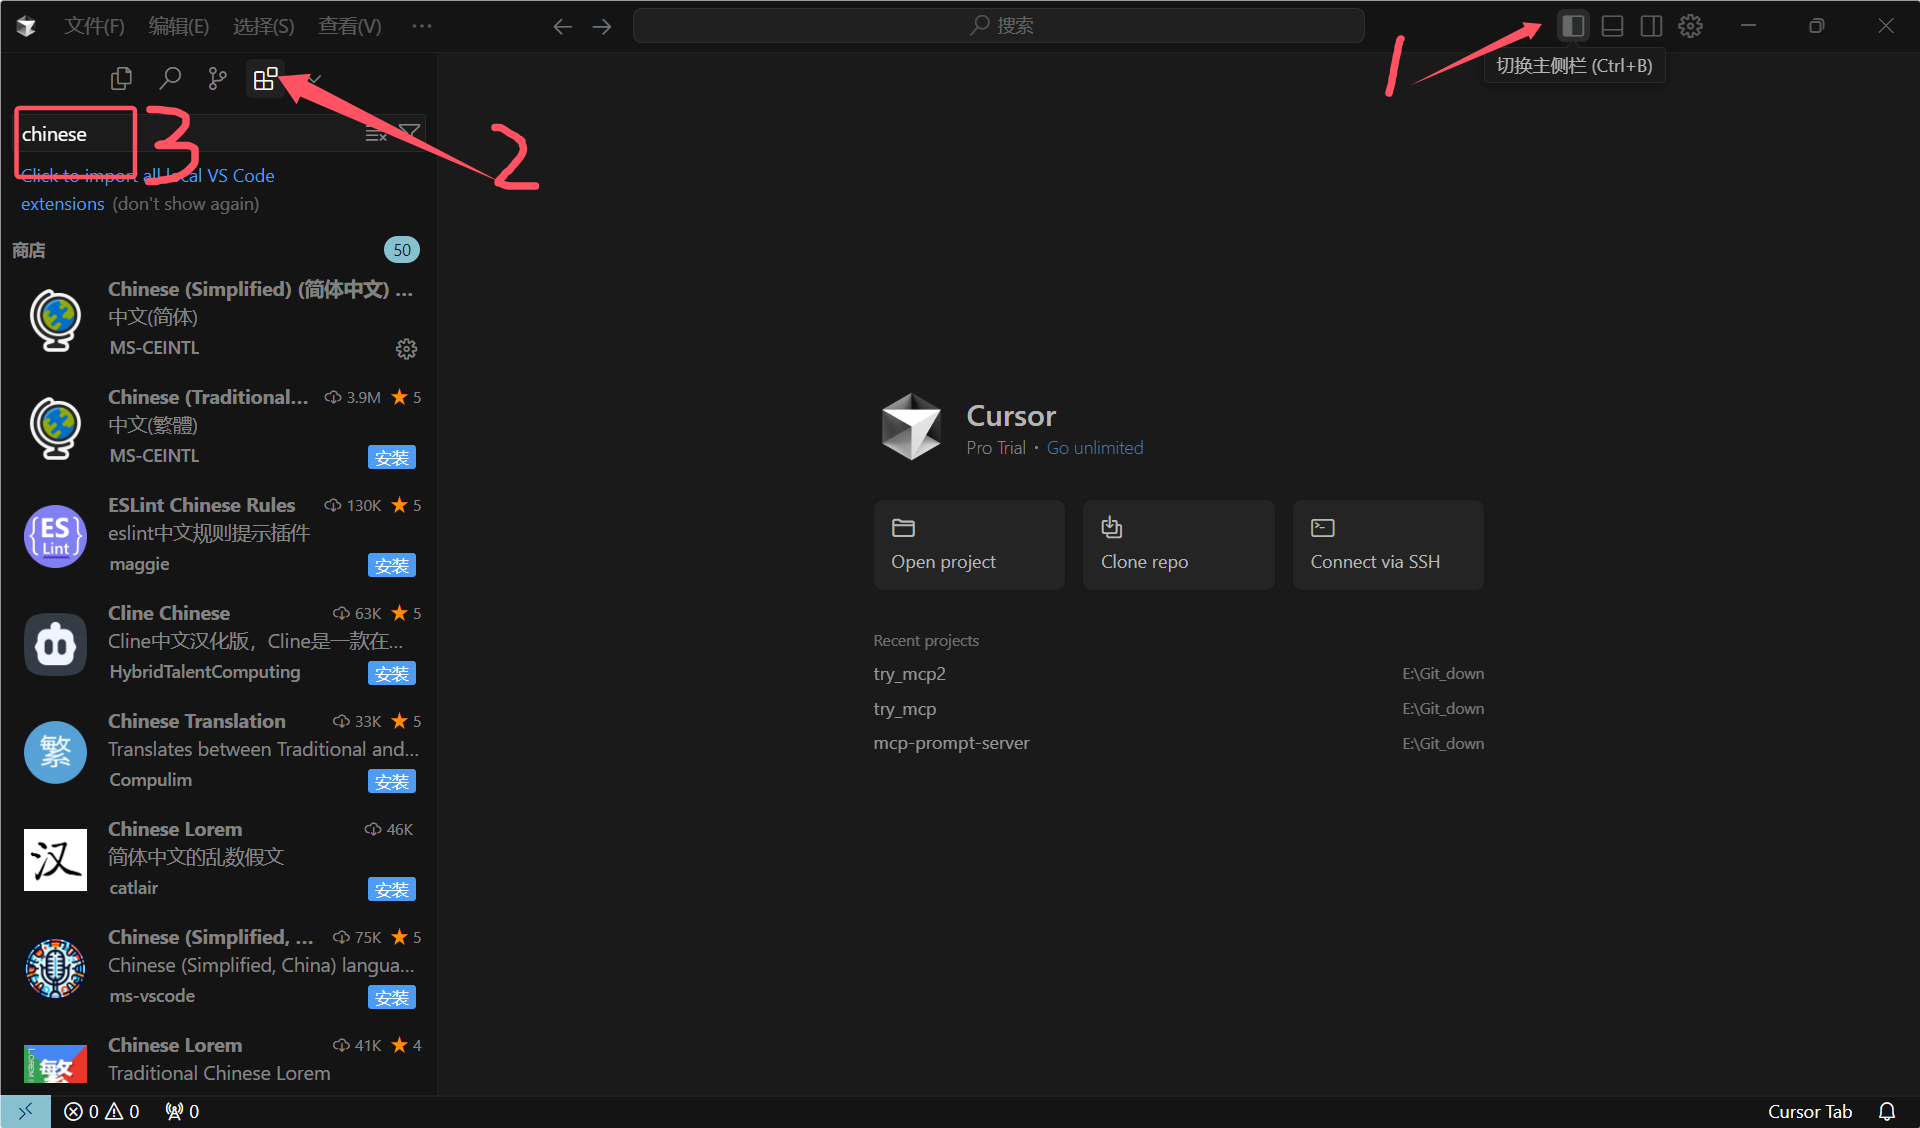 文件(F) 编辑(E) 选择(S) 查看(V) ··· 搜索
1
切换主侧栏 (Ctrl+B)
2
chinese
3
Click to import all local VS Code
extensions (don't show again)
商店 50
Chinese (Simplified) (简体中文) ...
中文(简体)
MS-CEINTL
Chinese (Traditional... 3.9M ★ 5
中文(繁體)
MS-CEINTL 安装
ESLint Chinese Rules 130K ★ 5
eslint中文规则提示插件
maggie 安装
Cline Chinese 63K ★ 5
Cline中文汉化版，Cline是一款在...
HybridTalentComputing 安装
Chinese Translation 33K ★ 5
Translates between Traditional and...
Compulim 安装
Chinese Lorem 46K
简体中文的乱数假文
catlair 安装
Chinese (Simplified, ... 75K ★ 5
Chinese (Simplified, China) langua...
ms-vscode 安装
Chinese Lorem 41K ★ 4
Traditional Chinese Lorem
{ES}
Lint
繁
汉
LOREM
繁
Cursor
Pro Trial · Go unlimited
Open project
Clone repo
Connect via SSH
Recent projects
try_mcp2 E:\Git_down
try_mcp E:\Git_down
mcp-prompt-server E:\Git_down
0 0 0
Cursor Tab